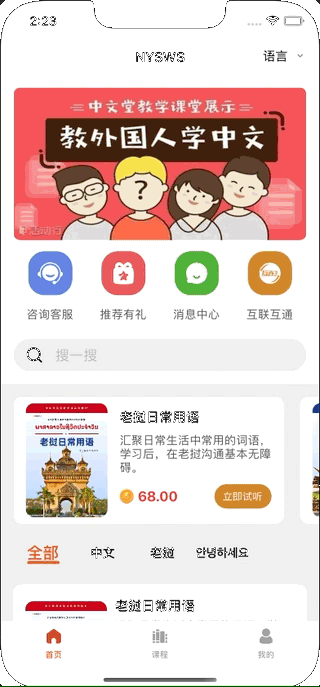 2:23
NYSWS
语言
中文堂教学课堂展示
教外国人学中文
?
咨询客服
推荐有礼
消息中心
互联互通
搜一搜
老挝日常用语
老挝日常用语
汇聚日常生活中常用的词语,
学习后，在老挝沟通基本无障
碍。
68.00
立即试听
全部
中文
老挝
안녕하세요
老挝日常用语
首页
课程
我的